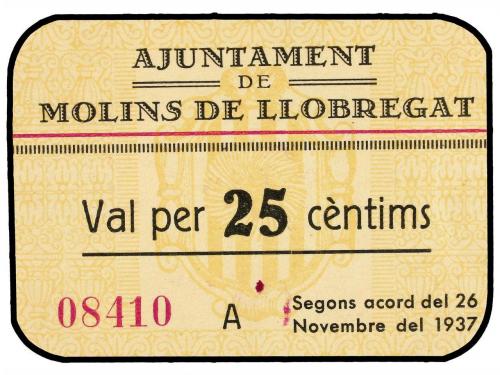 AJUNTAMENT
DE
MOLINS DE LLOBREGAT
Val per 25 cèntims
08410 A Segons acord del 26
Novembre del 1937